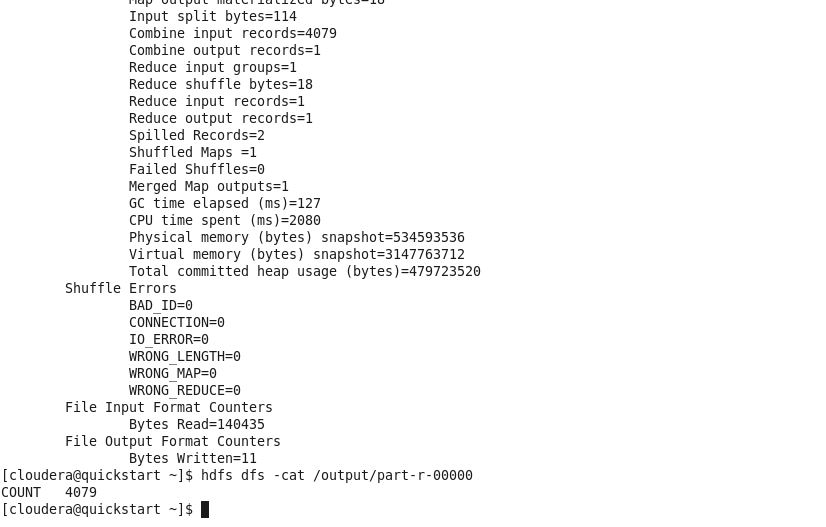 Map output materialized bytes=18
Input split bytes=114
Combine input records=4079
Combine output records=1
Reduce input groups=1
Reduce shuffle bytes=18
Reduce input records=1
Reduce output records=1
Spilled Records=2
Shuffled Maps =1
Failed Shuffles=0
Merged Map outputs=1
GC time elapsed (ms)=127
CPU time spent (ms)=2080
Physical memory (bytes) snapshot=534593536
Virtual memory (bytes) snapshot=3147763712
Total committed heap usage (bytes)=479723520
Shuffle Errors
BAD_ID=0
CONNECTION=0
IO_ERROR=0
WRONG_LENGTH=0
WRONG_MAP=0
WRONG_REDUCE=0
File Input Format Counters
Bytes Read=140435
File Output Format Counters
Bytes Written=11
[cloudera@quickstart ~]$ hdfs dfs -cat /output/part-r-00000
COUNT	4079
[cloudera@quickstart ~]$